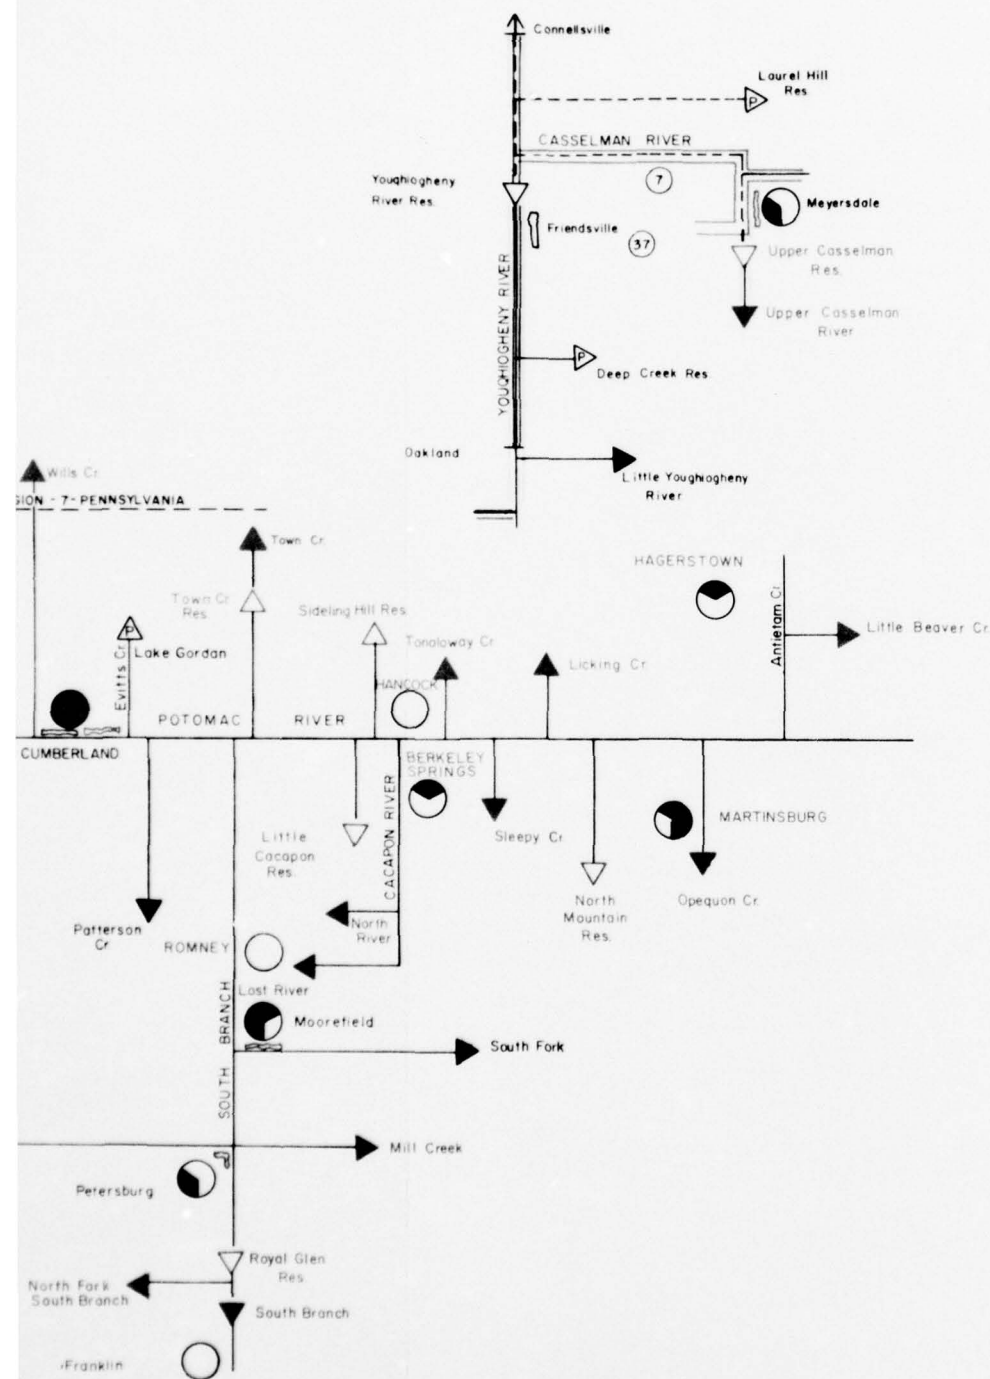 Connellsville
Laurel Hill
Res.
P
CASSELMAN RIVER
Youghiogheny
River Res.
7
Meyersdale
Friendsville
37
Upper Casselman
Res.
YOUGHIOGHENY RIVER
Upper Casselman
River
P
Deep Creek Res.
Oakland
Little Youghiogheny
River
Wills Cr.
GION - 7 - PENNSYLVANIA
Town Cr.
HAGERSTOWN
Town Cr.
Res.
Sideling Hill Res.
Antietam Cr.
Little Beaver Cr.
P
Lake Gordan
Evitts Cr.
Tonoloway Cr.
Licking Cr.
HANCOCK
POTOMAC RIVER
CUMBERLAND
BERKELEY
SPRINGS
CACAPON RIVER
Little
Cacapon
Res.
Sleepy Cr.
MARTINSBURG
North
Mountain
Res.
Opequon Cr.
Patterson
Cr.
North
River
ROMNEY
Lost River
SOUTH BRANCH
Moorefield
South Fork
Mill Creek
Petersburg
Royal Glen
Res.
North Fork
South Branch
South Branch
Franklin